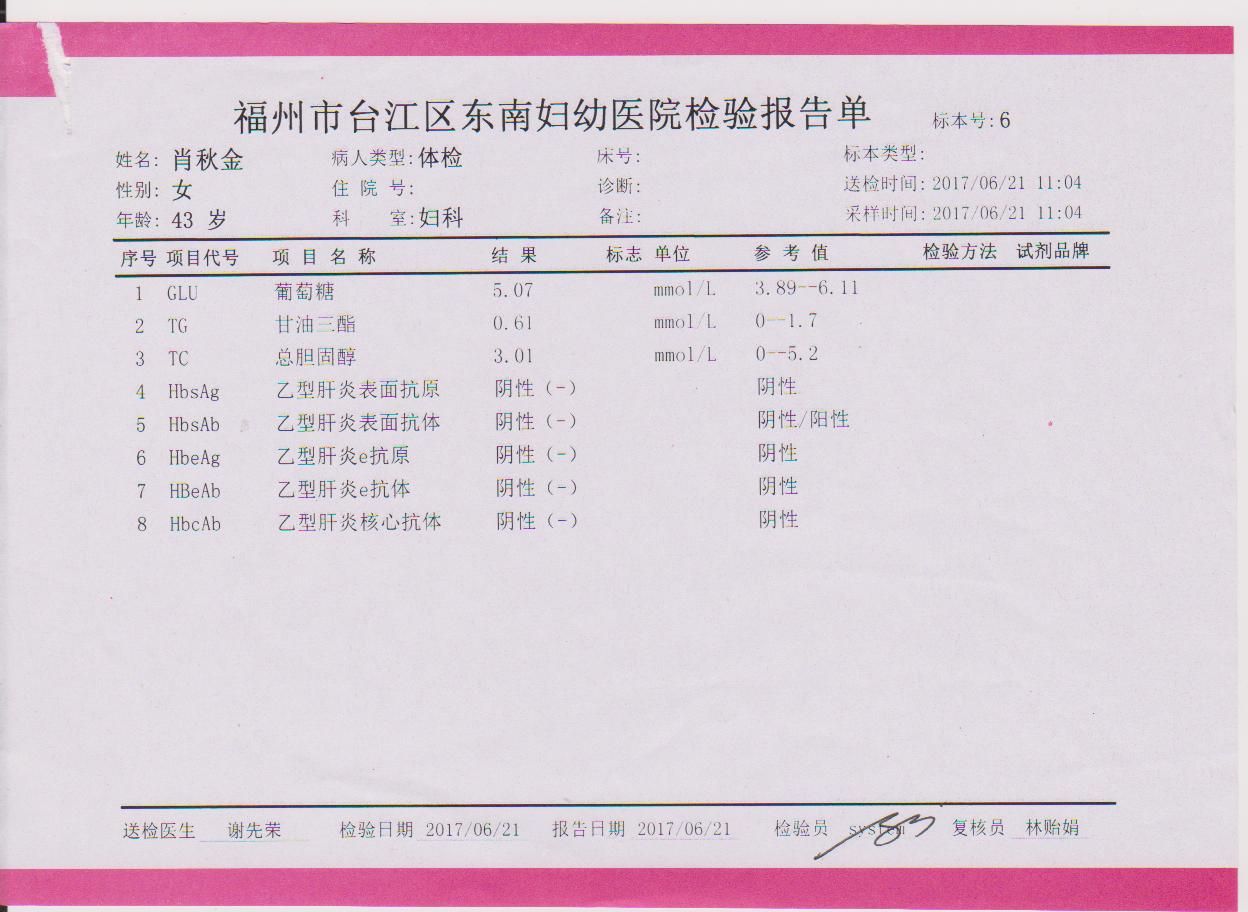 福州市台江区东南妇幼医院检验报告单 标本号:6
姓名: 肖秋金 病人类型:体检 床号: 标本类型:
性别: 女 住 院 号: 诊断: 送检时间: 2017/06/21 11:04
年龄: 43 岁 科 室:妇科 备注: 采样时间: 2017/06/21 11:04
序号 项目代号 项 目 名 称 结 果 标志 单位 参 考 值 检验方法 试剂品牌
1 GLU 葡萄糖 5.07 mmol/L 3.89--6.11
2 TG 甘油三酯 0.61 mmol/L 0--1.7
3 TC 总胆固醇 3.01 mmol/L 0--5.2
4 HbsAg 乙型肝炎表面抗原 阴性(-) 阴性
5 HbsAb 乙型肝炎表面抗体 阴性(-) 阴性/阳性
6 HbeAg 乙型肝炎e抗原 阴性(-) 阴性
7 HBeAb 乙型肝炎e抗体 阴性(-) 阴性
8 HbcAb 乙型肝炎核心抗体 阴性(-) 阴性
送检医生 谢先荣 检验日期 2017/06/21 报告日期 2017/06/21 检验员 system 复核员 林贻娟